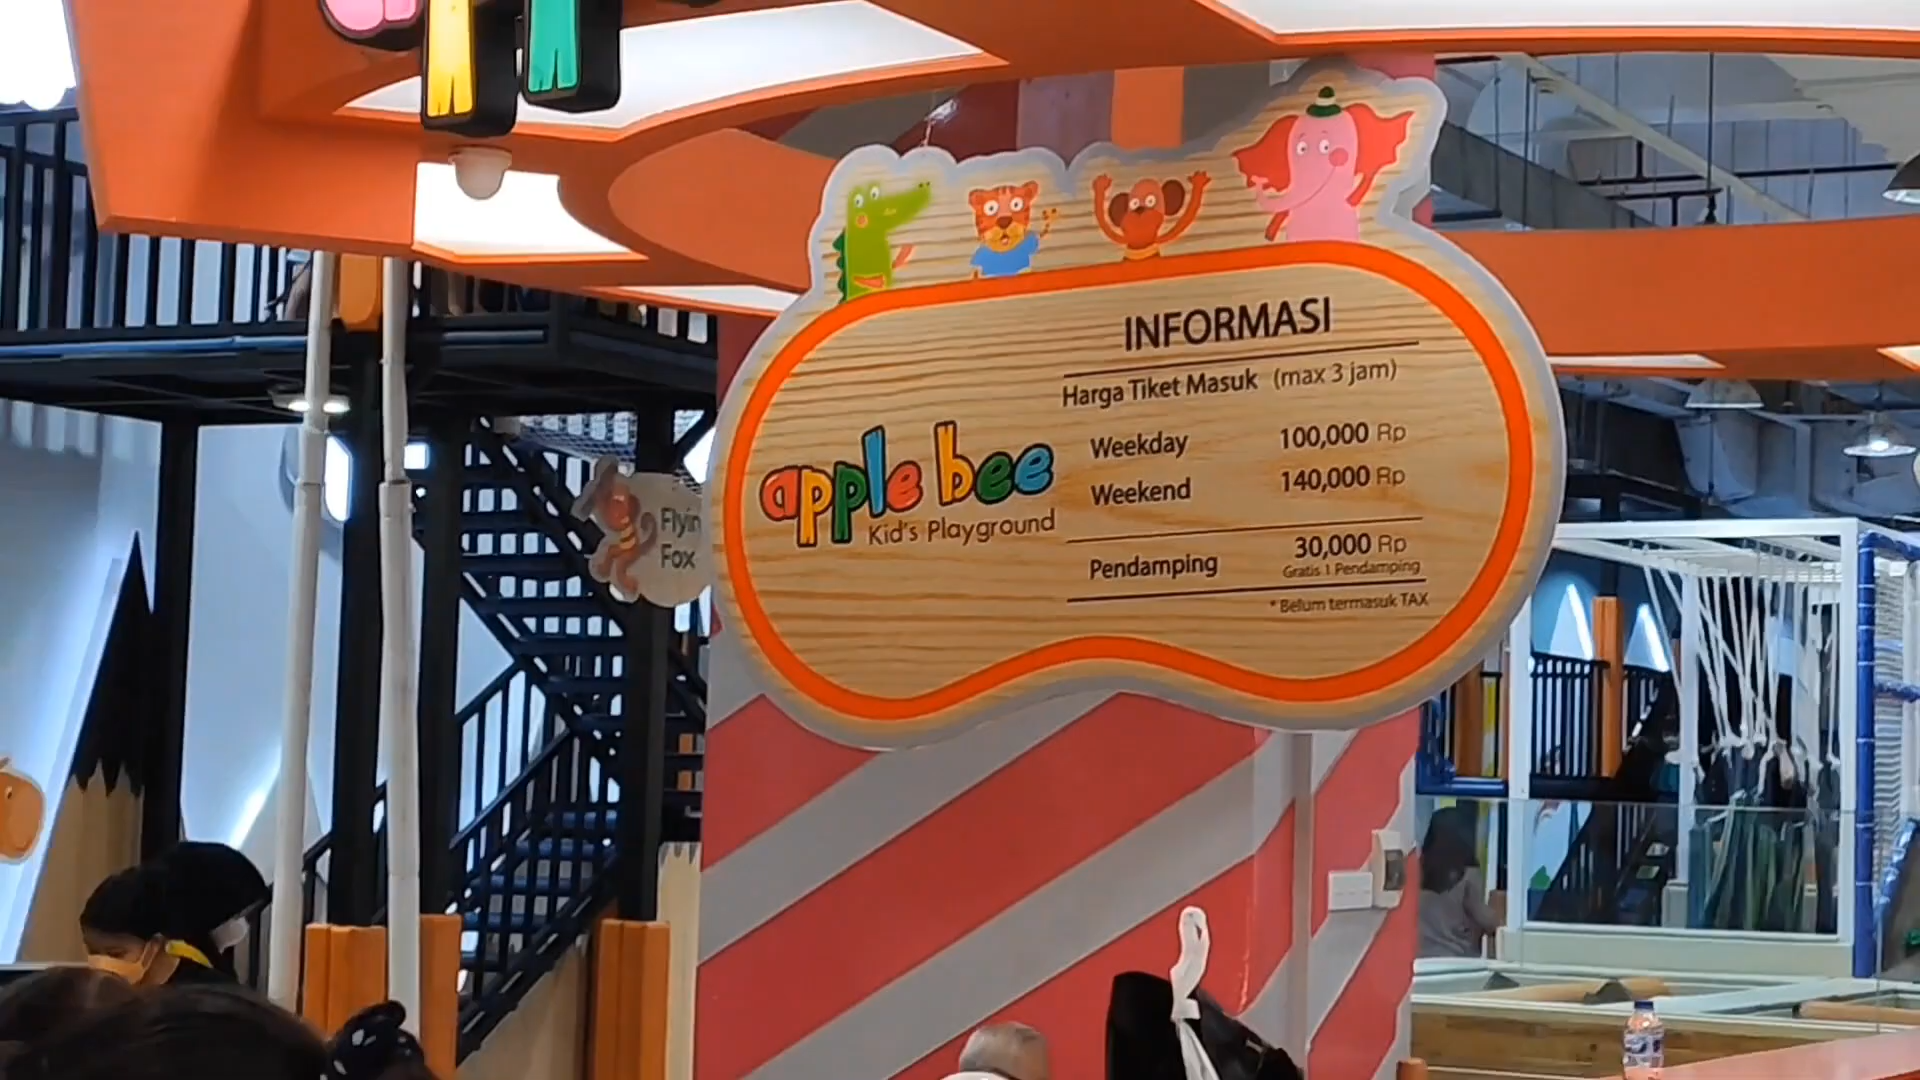 INFORMASI
Harga Tiket Masuk (max 3 jam)
Weekday 100,000 Rp
Weekend 140,000 Rp
Pendamping 30,000 Rp
Gratis 1 Pendamping
* Belum termasuk TAX
apple bee
Kid's Playground
Flyin
Fox